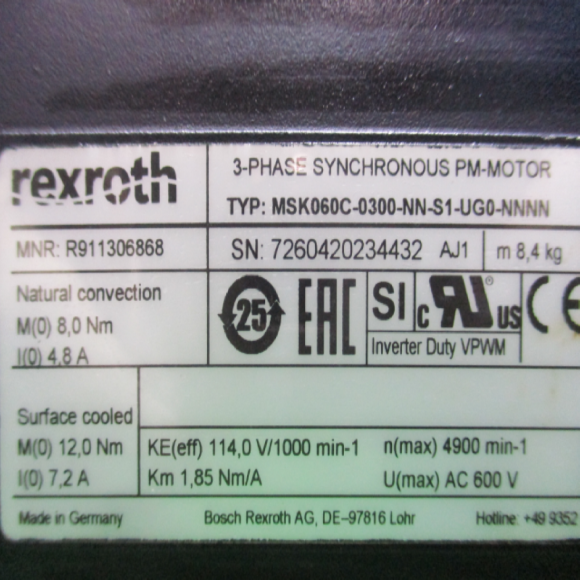 rexroth
3-PHASE SYNCHRONOUS PM-MOTOR
TYP: MSK060C-0300-NN-S1-UG0-NNNN
MNR: R911306868
SN: 7260420234432 AJ1
m 8,4 kg
Natural convection
M(0) 8,0 Nm
I(0) 4,8 A
25
EAC
SI
c RU US
CE
Inverter Duty VPWM
Surface cooled
M(0) 12,0 Nm
I(0) 7,2 A
KE(eff) 114,0 V/1000 min-1
n(max) 4900 min-1
Km 1,85 Nm/A
U(max) AC 600 V
Made in Germany
Bosch Rexroth AG, DE-97816 Lohr
Hotline: +49 9352